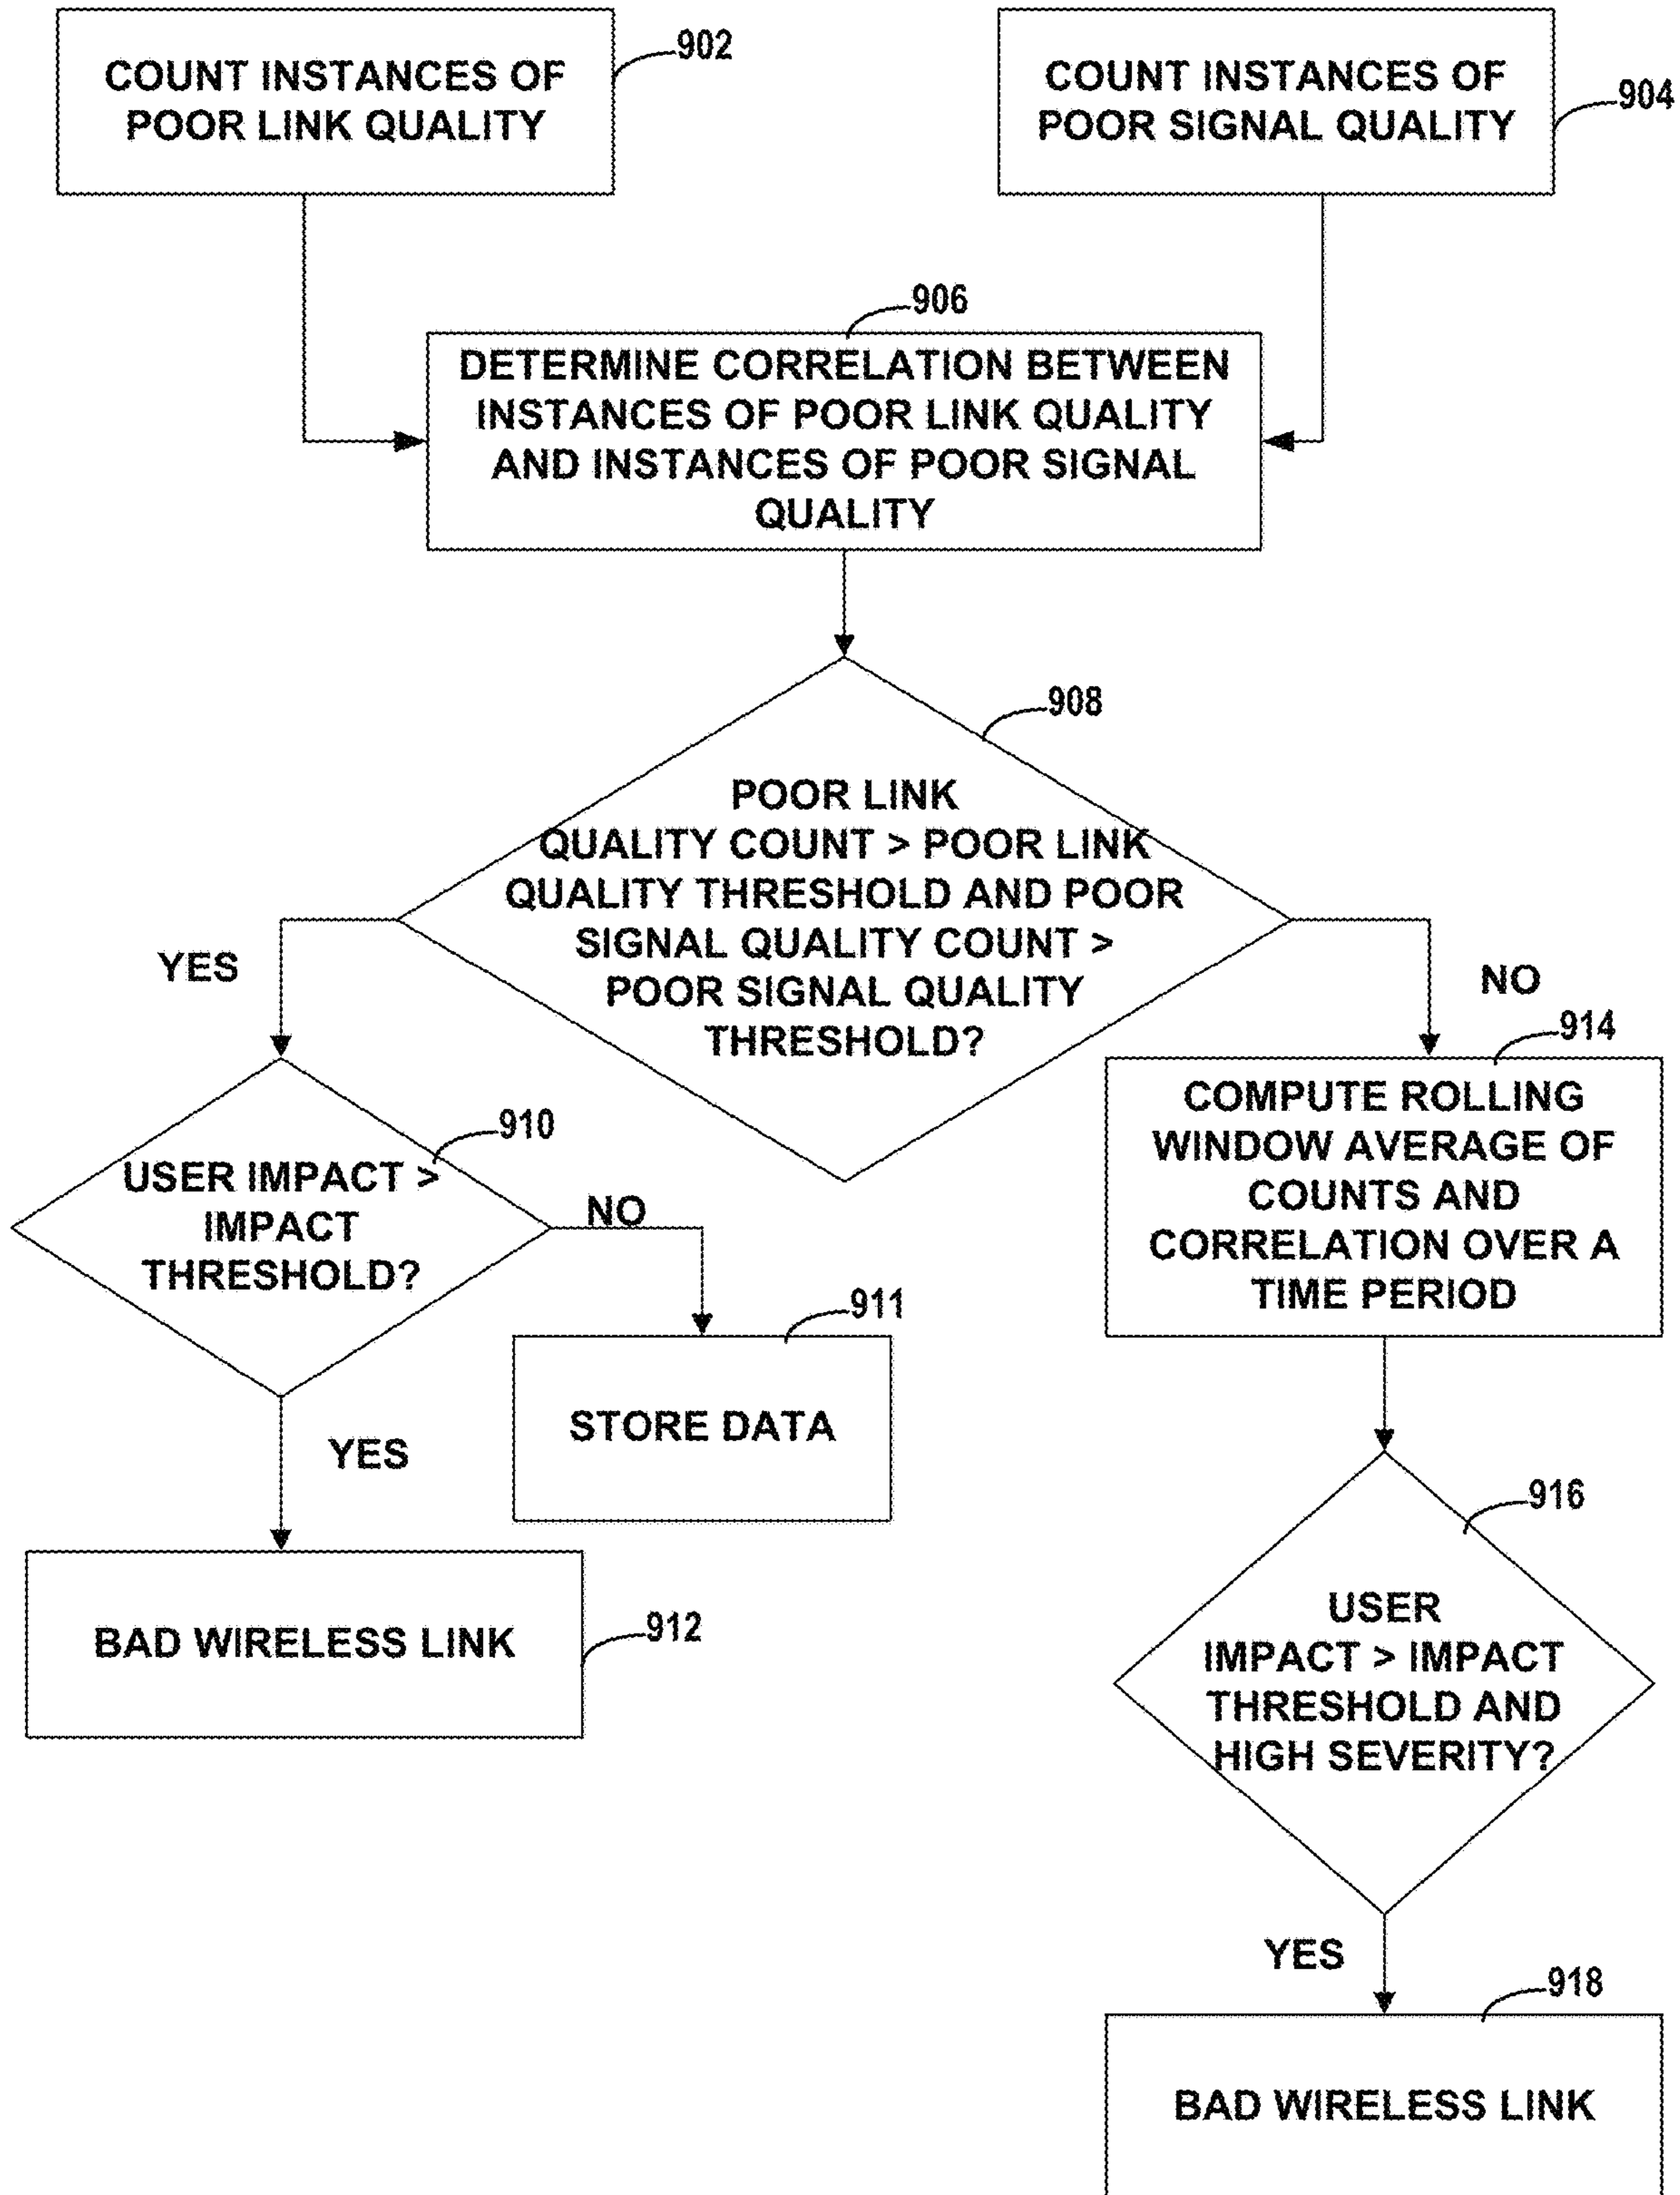 COUNT INSTANCES OF
POOR LINK QUALITY
902
COUNT INSTANCES OF
POOR SIGNAL QUALITY
904
906
DETERMINE CORRELATION BETWEEN
INSTANCES OF POOR LINK QUALITY
AND INSTANCES OF POOR SIGNAL
QUALITY
908
POOR LINK
QUALITY COUNT > POOR LINK
QUALITY THRESHOLD AND POOR
SIGNAL QUALITY COUNT >
POOR SIGNAL QUALITY
THRESHOLD?
YES
NO
910
USER IMPACT >
IMPACT
THRESHOLD?
NO
911
STORE DATA
YES
BAD WIRELESS LINK
912
914
COMPUTE ROLLING
WINDOW AVERAGE OF
COUNTS AND
CORRELATION OVER A
TIME PERIOD
916
USER
IMPACT > IMPACT
THRESHOLD AND
HIGH SEVERITY?
YES
918
BAD WIRELESS LINK